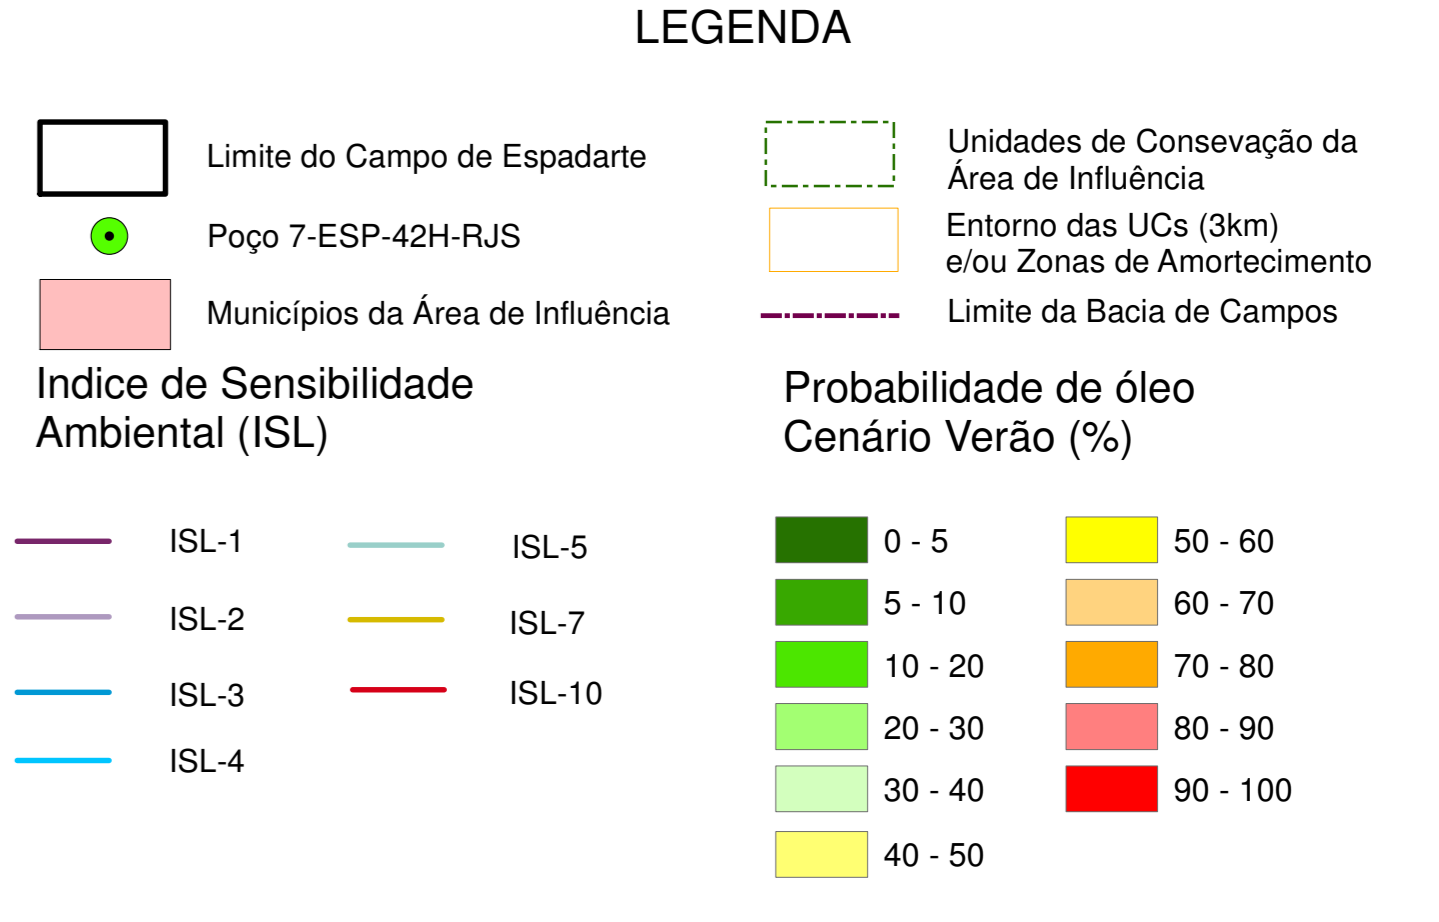 LEGENDA
Limite do Campo de Espadarte
Poço 7-ESP-42H-RJS
Municípios da Área de Influência
Unidades de Consevação da
Área de Influência
Entorno das UCs (3km)
e/ou Zonas de Amortecimento
Limite da Bacia de Campos
Indice de Sensibilidade
Ambiental (ISL)
ISL-1
ISL-2
ISL-3
ISL-4
ISL-5
ISL-7
ISL-10
Probabilidade de óleo
Cenário Verão (%)
0 - 5
5 - 10
10 - 20
20 - 30
30 - 40
40 - 50
50 - 60
60 - 70
70 - 80
80 - 90
90 - 100